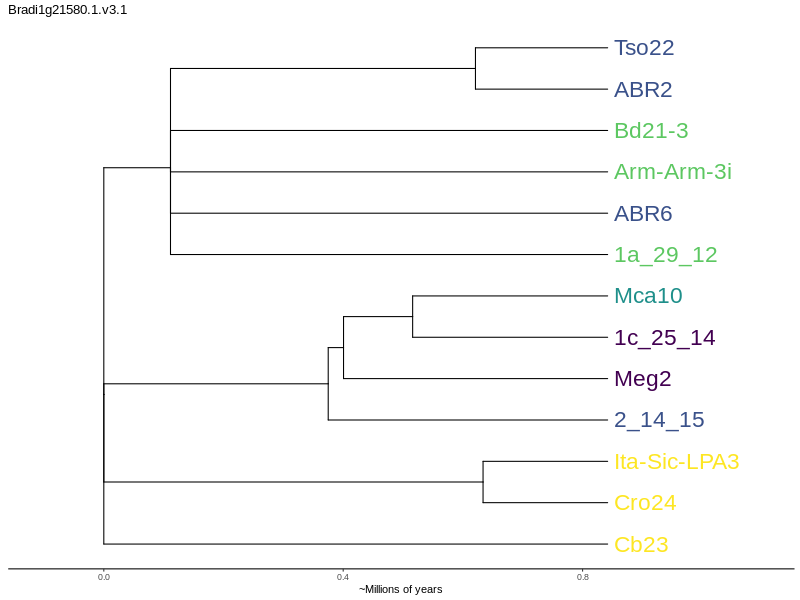 Bradi1g21580.1.v3.1
Tso22
ABR2
Bd21-3
Arm-Arm-3i
ABR6
1a_29_12
Mca10
1c_25_14
Meg2
2_14_15
Ita-Sic-LPA3
Cro24
Cb23
0.0 0.4 0.8
~Millions of years